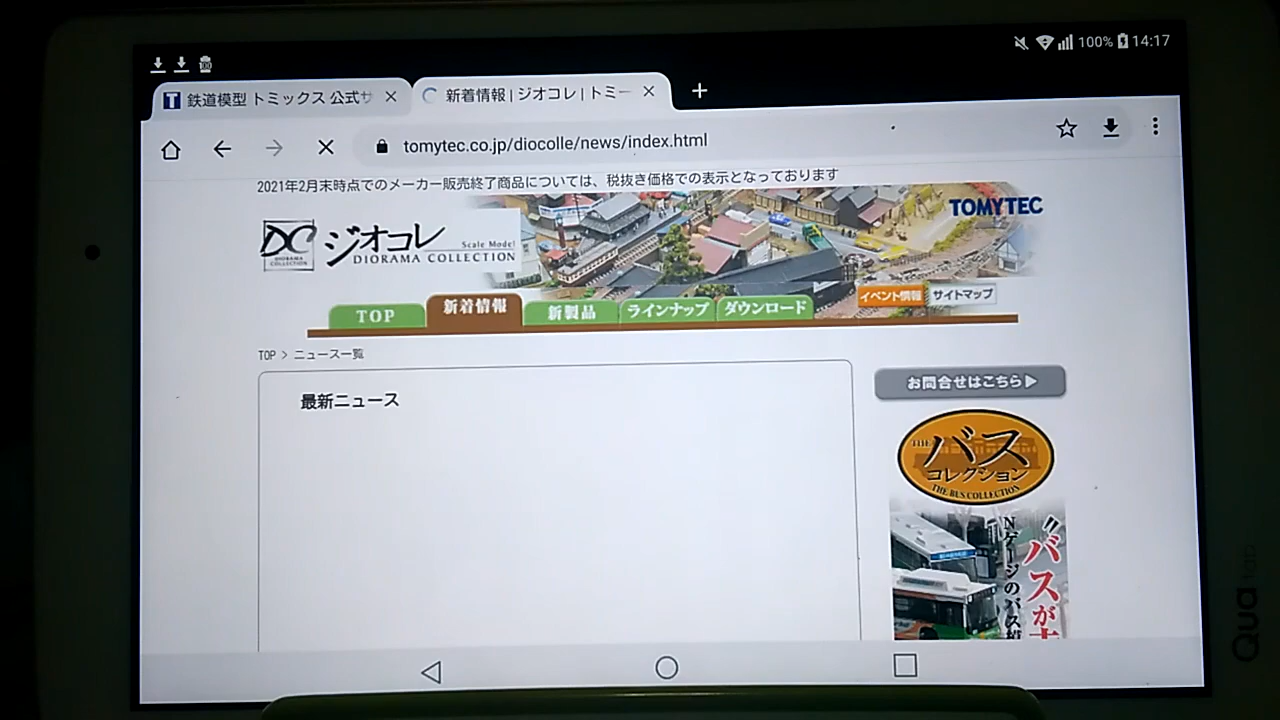 100% 14:17
鉄道模型 トミックス 公式サ
新着情報 | ジオコレ | トミー
tomytec.co.jp/diocolle/news/index.html
2021年2月末時点でのメーカー販売終了商品については、税抜き価格での表示となっております
TOMYTEC
DC ジオコレ
DIORAMA COLLECTION
Scale Model
DIORAMA COLLECTION
イベント情報 サイトマップ
TOP 新着情報 新製品 ラインナップ ダウンロード
TOP > ニュース一覧
最新ニュース
お問合せはこちら▶
THE バス
コレクション
THE BUS COLLECTION
〃バスが
Nゲージのバス
Qua tab